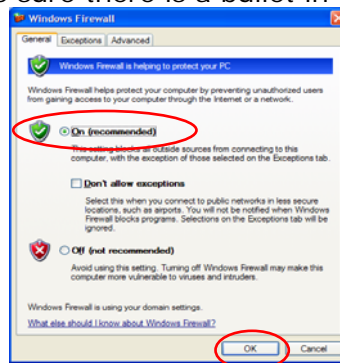 sure there is a bullet in
Windows Firewall
General Exceptions Advanced
Windows Firewall is helping to protect your PC
Windows Firewall helps protect your computer by preventing unauthorized users
from gaining access to your computer through the Internet or a network.
On (recommended)
This setting blocks all outside sources from connecting to this
computer, with the exception of those selected on the Exceptions tab.
Don't allow exceptions
Select this when you connect to public networks in less secure
locations, such as airports. You will not be notified when Windows
Firewall blocks programs. Selections on the Exceptions tab will be
ignored.
Off (not recommended)
Avoid using this setting. Turning off Windows Firewall may make this
computer more vulnerable to viruses and intruders.
Windows Firewall is using your domain settings.
What else should I know about Windows Firewall?
OK Cancel